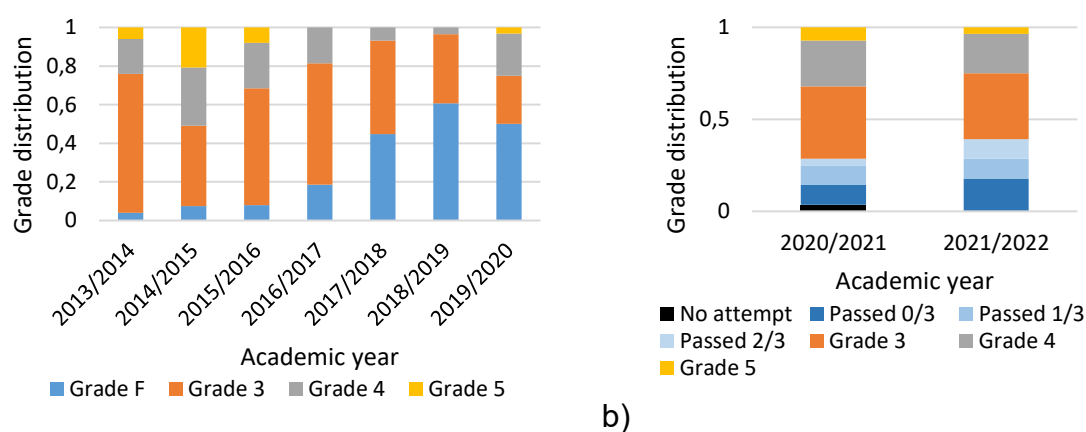 1
0,8
0,6
0,4
0,2
0
Grade distribution
2013/2014
2014/2015
2015/2016
2016/2017
2017/2018
2018/2019
2019/2020
Academic year
Grade F Grade 3 Grade 4 Grade 5
1
0,5
0
Grade distribution
2020/2021 2021/2022
Academic year
No attempt Passed 0/3 Passed 1/3
Passed 2/3 Grade 3 Grade 4
Grade 5
b)